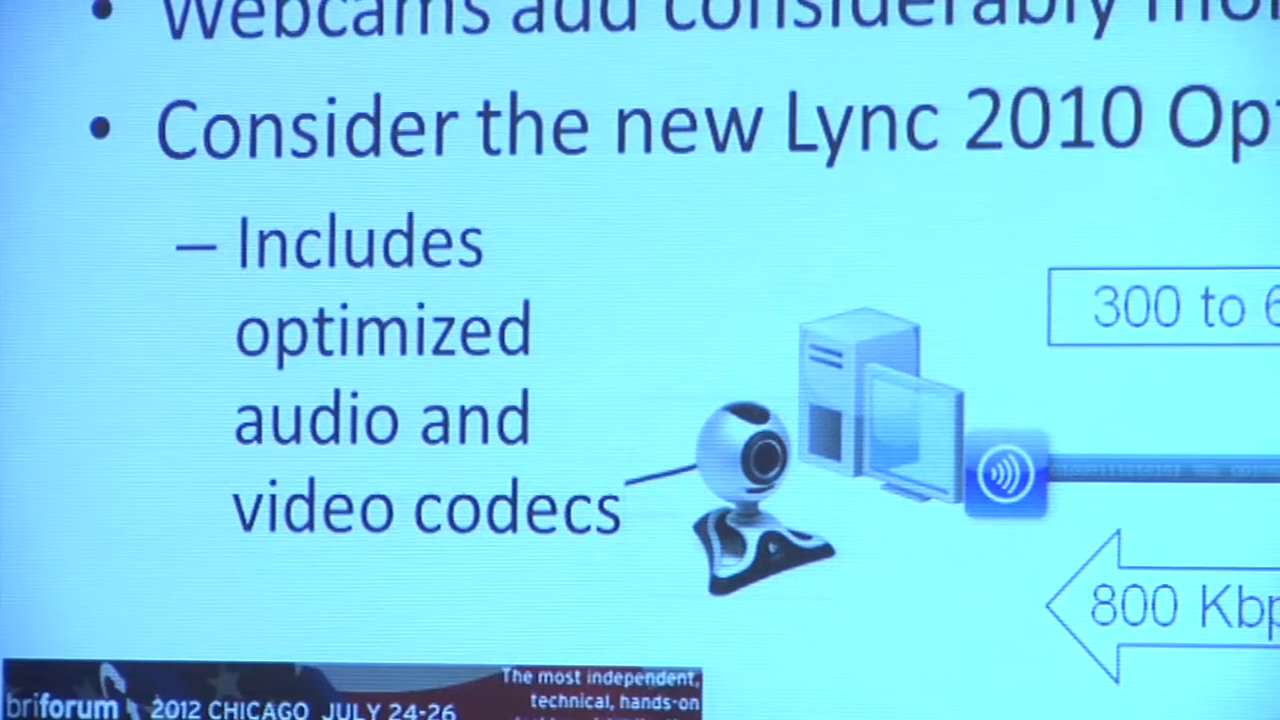 • Webcams add considerably
• Consider the new Lync 2010
– Includes
optimized
audio and
video codecs
300 to
800
briforum 2012 CHICAGO JULY 24-26
The most independent,
technical, hands-on